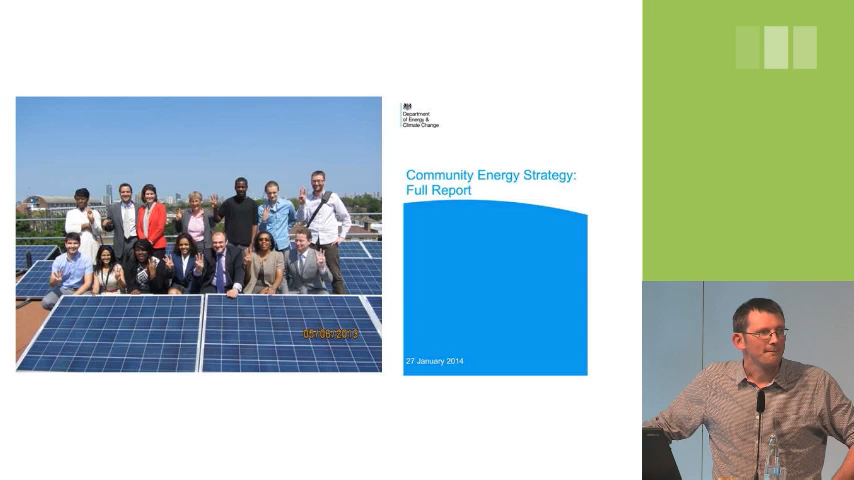 Department
of Energy &
Climate Change
Community Energy Strategy:
Full Report
27 January 2014
05/06/2013